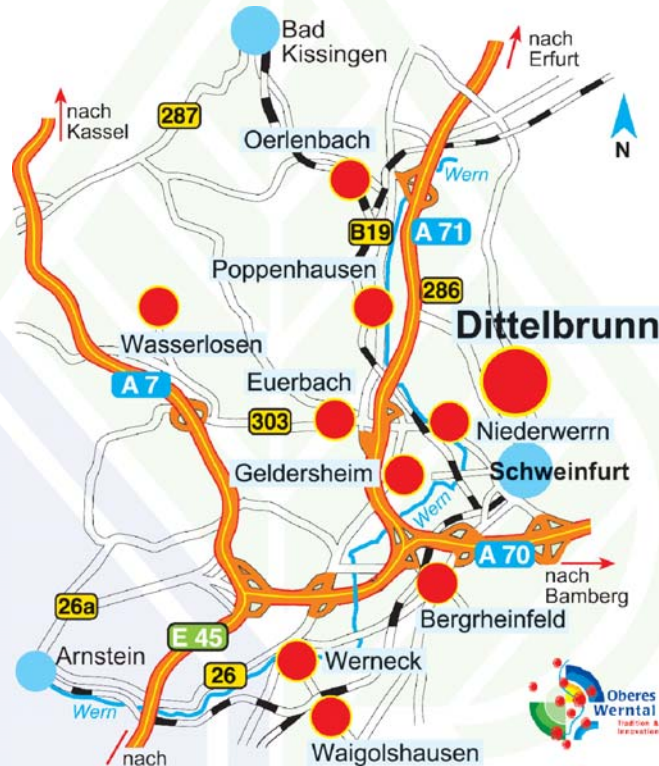 Bad
Kissingen
nach
Erfurt
nach
Kassel
287
Oerlenbach
N
Wern
B19
A 71
Poppenhausen
286
Wasserlosen
Dittelbrunn
A 7
Euerbach
303
Niederwerrn
Geldersheim
Schweinfurt
Wern
A 70
nach
Bamberg
26a
Bergrheinfeld
E 45
Arnstein
26
Werneck
Wern
Waigolshausen
nach
Oberes
Werntal
Tradition &
Innovation